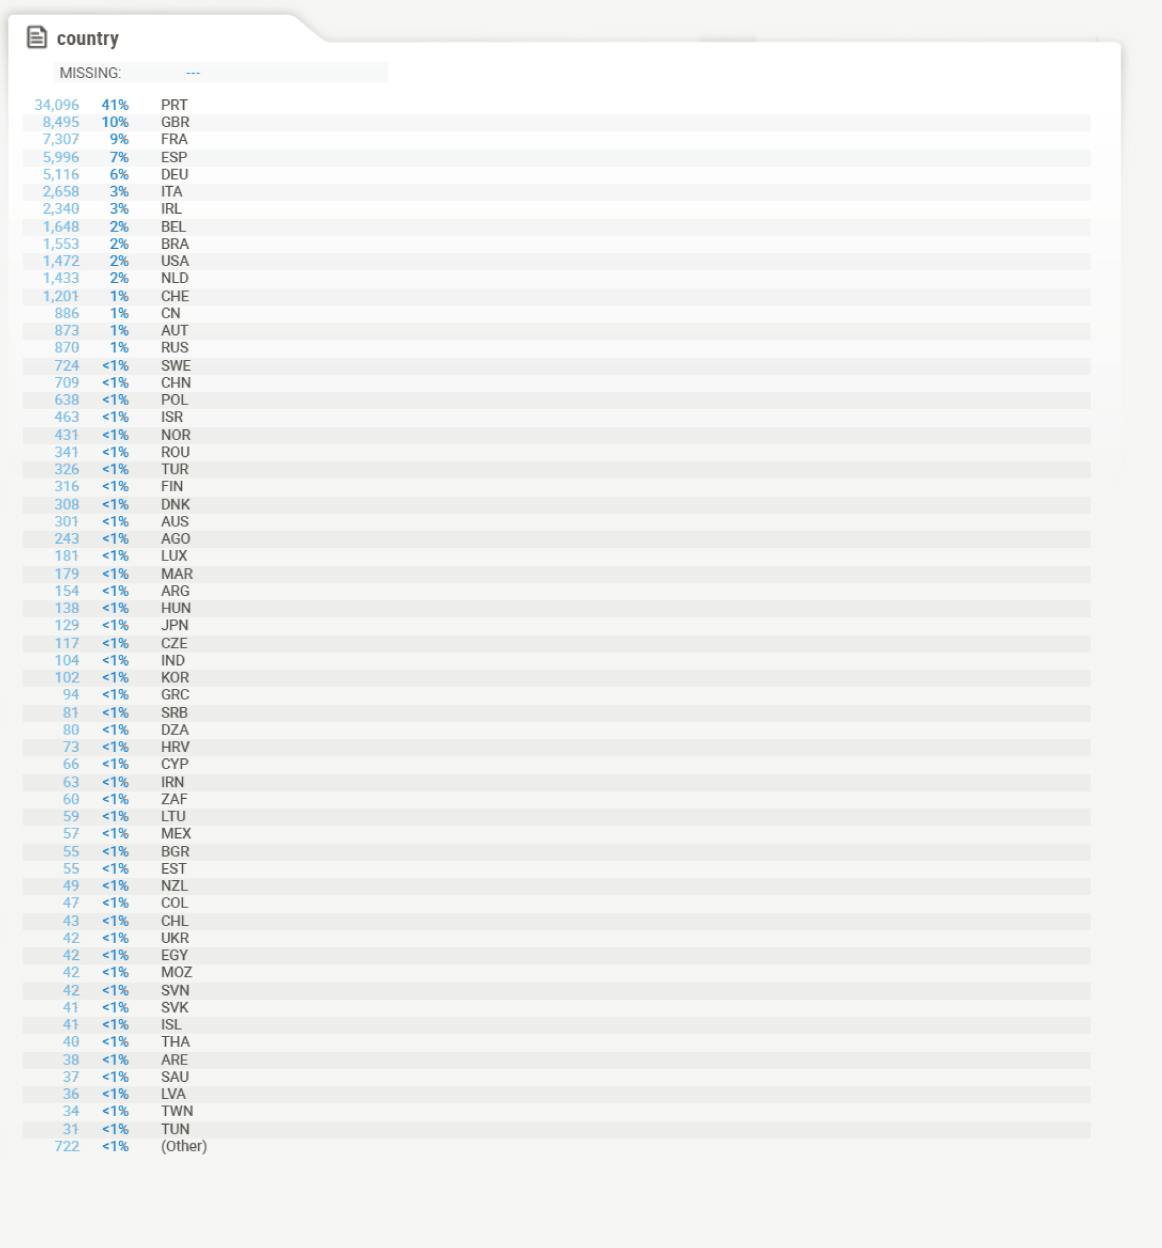 country
MISSING: ---
34,096 41% PRT
8,495 10% GBR
7,307 9% FRA
5,996 7% ESP
5,116 6% DEU
2,658 3% ITA
2,340 3% IRL
1,648 2% BEL
1,553 2% BRA
1,472 2% USA
1,433 2% NLD
1,201 1% CHE
886 1% CN
873 1% AUT
870 1% RUS
724 <1% SWE
709 <1% CHN
638 <1% POL
463 <1% ISR
431 <1% NOR
341 <1% ROU
326 <1% TUR
316 <1% FIN
308 <1% DNK
301 <1% AUS
243 <1% AGO
181 <1% LUX
179 <1% MAR
154 <1% ARG
138 <1% HUN
129 <1% JPN
117 <1% CZE
104 <1% IND
102 <1% KOR
94 <1% GRC
81 <1% SRB
80 <1% DZA
73 <1% HRV
66 <1% CYP
63 <1% IRN
60 <1% ZAF
59 <1% LTU
57 <1% MEX
55 <1% BGR
55 <1% EST
49 <1% NZL
47 <1% COL
43 <1% CHL
42 <1% UKR
42 <1% EGY
42 <1% MOZ
42 <1% SVN
41 <1% SVK
41 <1% ISL
40 <1% THA
38 <1% ARE
37 <1% SAU
36 <1% LVA
34 <1% TWN
31 <1% TUN
722 <1% (Other)